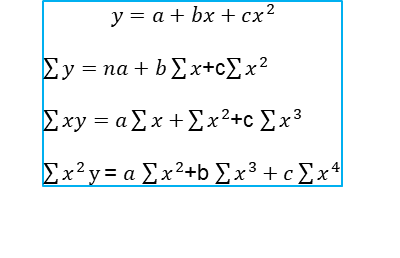 y = a + bx + cx²
∑y = na + b∑x+c∑x²
∑xy = a∑x + ∑x²+c ∑x³
∑x²y= a ∑x²+b ∑x³ + c∑x⁴